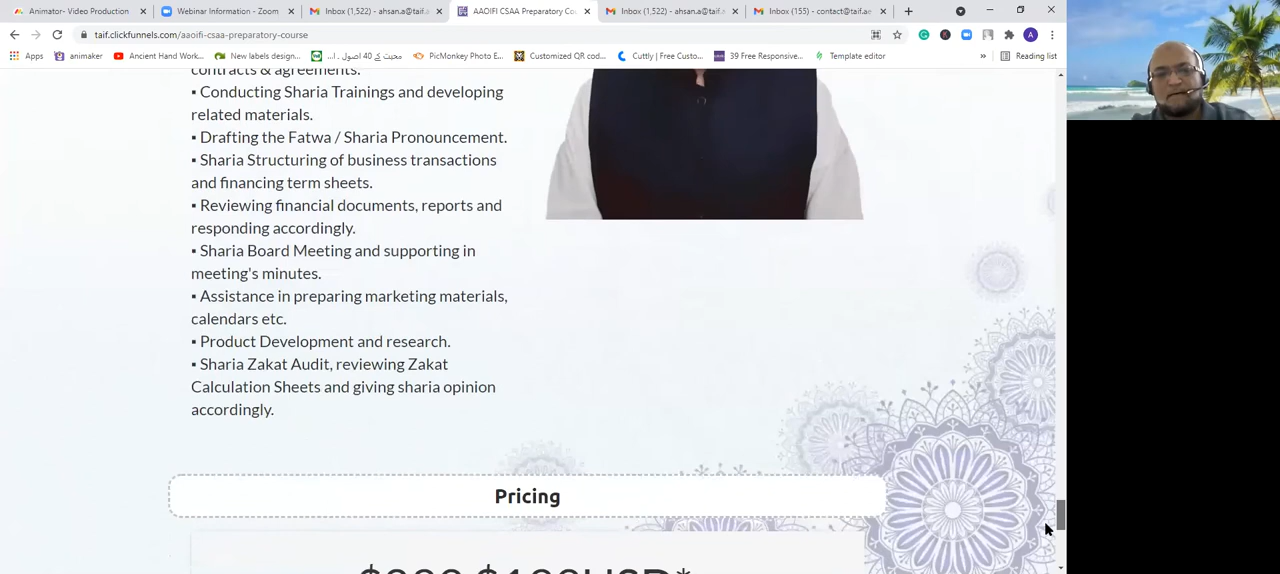 Animator- Video Production
Webinar Information - Zoom
Inbox (1,522) - ahsan.a@taif.a
AAOIFI CSAA Preparatory Cou
Inbox (1,522) - ahsan.a@taif.a
Inbox (155) - contact@taif.ae
taif.clickfunnels.com/aaoifi-csaa-preparatory-course
A
Apps
animaker
Ancient Hand Work...
New labels design...
محبت کے 40 اصول ا...
PicMonkey Photo E...
Customized QR cod...
Cuttly | Free Custo...
39 Free Responsive...
Template editor
»
Reading list
contracts & agreements.
▪ Conducting Sharia Trainings and developing
related materials.
▪ Drafting the Fatwa / Sharia Pronouncement.
▪ Sharia Structuring of business transactions
and financing term sheets.
▪ Reviewing financial documents, reports and
responding accordingly.
▪ Sharia Board Meeting and supporting in
meeting's minutes.
▪ Assistance in preparing marketing materials,
calendars etc.
▪ Product Development and research.
▪ Sharia Zakat Audit, reviewing Zakat
Calculation Sheets and giving sharia opinion
accordingly.
Pricing